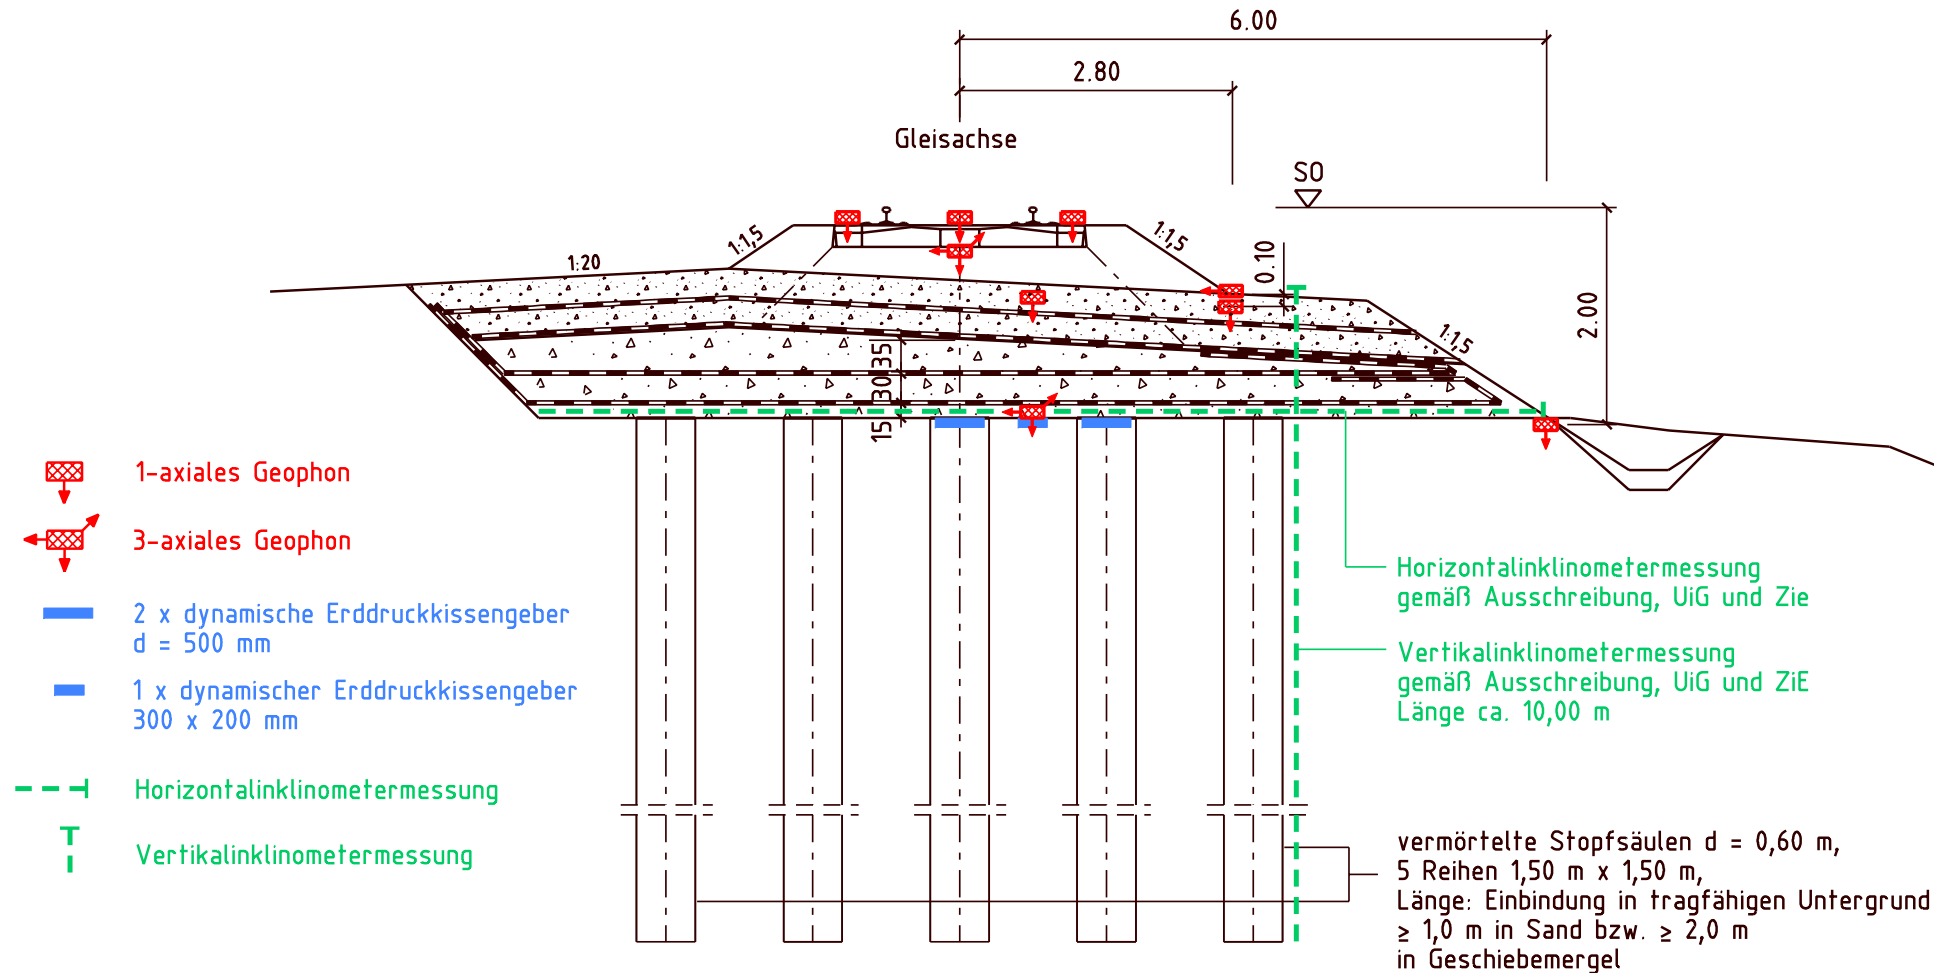 6.00
2.80
Gleisachse
SO
1:1,5
1:1,5
1:20
0.10
2.00
1:1,5
35
30
15
1-axiales Geophon
3-axiales Geophon
2 x dynamische Erddruckkissengeber
d = 500 mm
1 x dynamischer Erddruckkissengeber
300 x 200 mm
Horizontalinklinometermessung
Vertikalinklinometermessung
Horizontalinklinometermessung
gemäß Ausschreibung, UiG und Zie
Vertikalinklinometermessung
gemäß Ausschreibung, UiG und ZiE
Länge ca. 10,00 m
vermörtelte Stopfsäulen d = 0,60 m,
5 Reihen 1,50 m x 1,50 m,
Länge: Einbindung in tragfähigen Untergrund
≥ 1,0 m in Sand bzw. ≥ 2,0 m
in Geschiebemergel